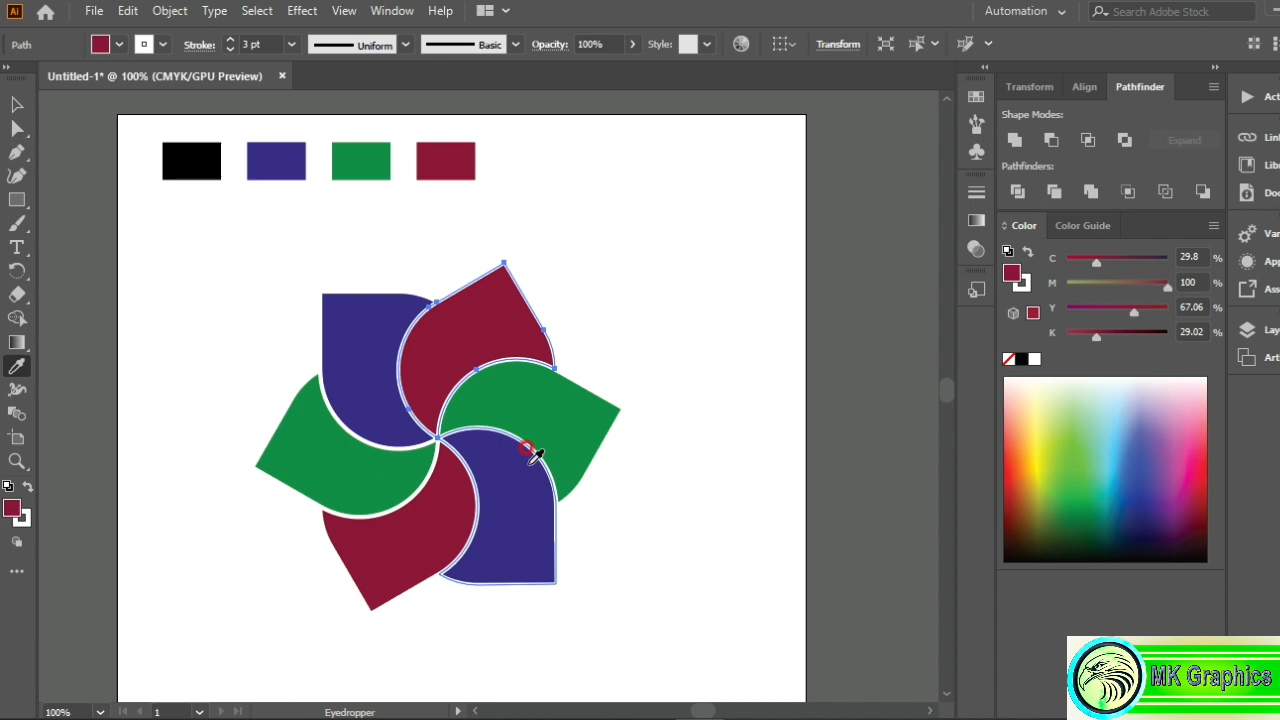 Ai File Edit Object Type Select Effect View Window Help Automation Search Adobe Stock
Path Stroke: 3 pt Uniform Basic Opacity: 100% Style: Transform
Untitled-1* @ 100% (CMYK/GPU Preview) ×
Transform Align Pathfinder
Shape Modes:
Expand
Pathfinders:
Color Color Guide
C 29.8 %
M 100 %
Y 67.06 %
K 29.02 %
100% 1 Eyedropper
MK Graphics